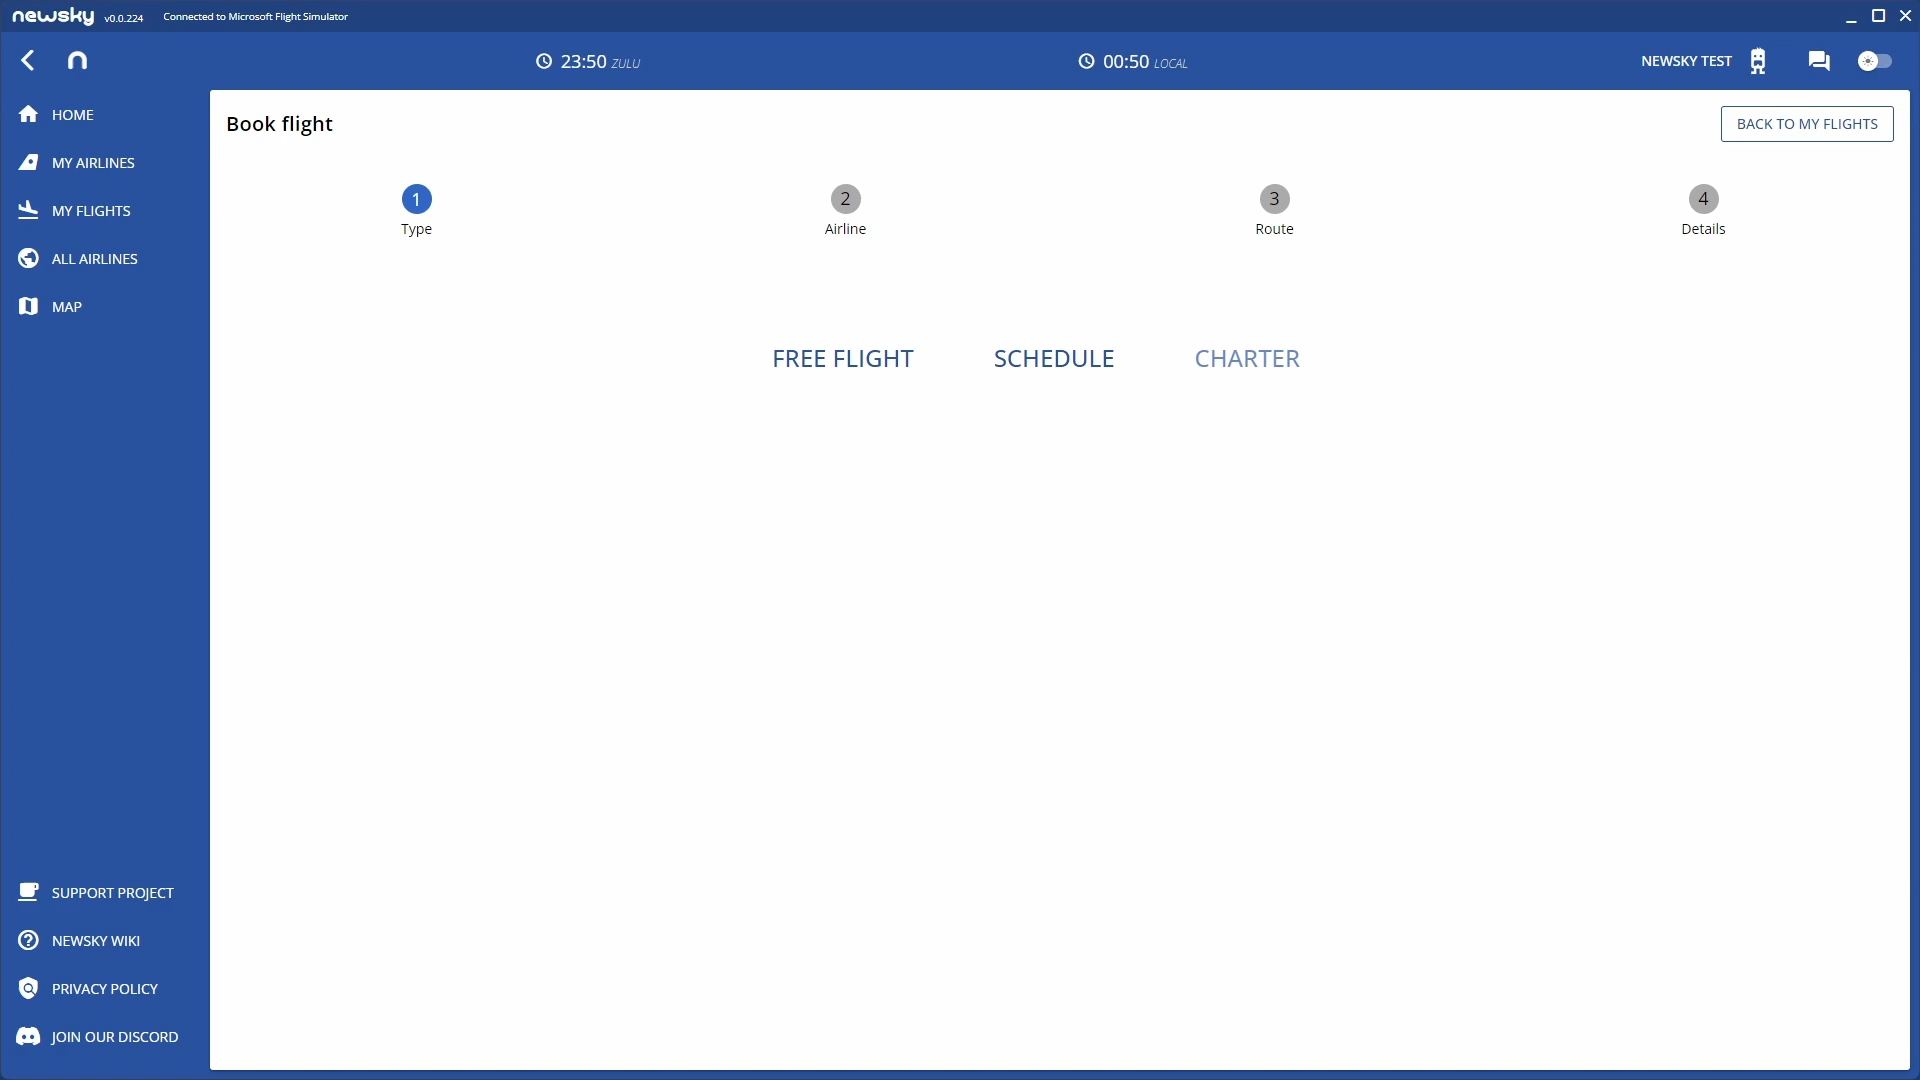 newsky v0.0.224 Connected to Microsoft Flight Simulator
23:50 ZULU 00:50 LOCAL NEWSKY TEST
HOME
MY AIRLINES
MY FLIGHTS
ALL AIRLINES
MAP
SUPPORT PROJECT
NEWSKY WIKI
PRIVACY POLICY
JOIN OUR DISCORD
Book flight BACK TO MY FLIGHTS
1 2 3 4
Type Airline Route Details
FREE FLIGHT SCHEDULE CHARTER